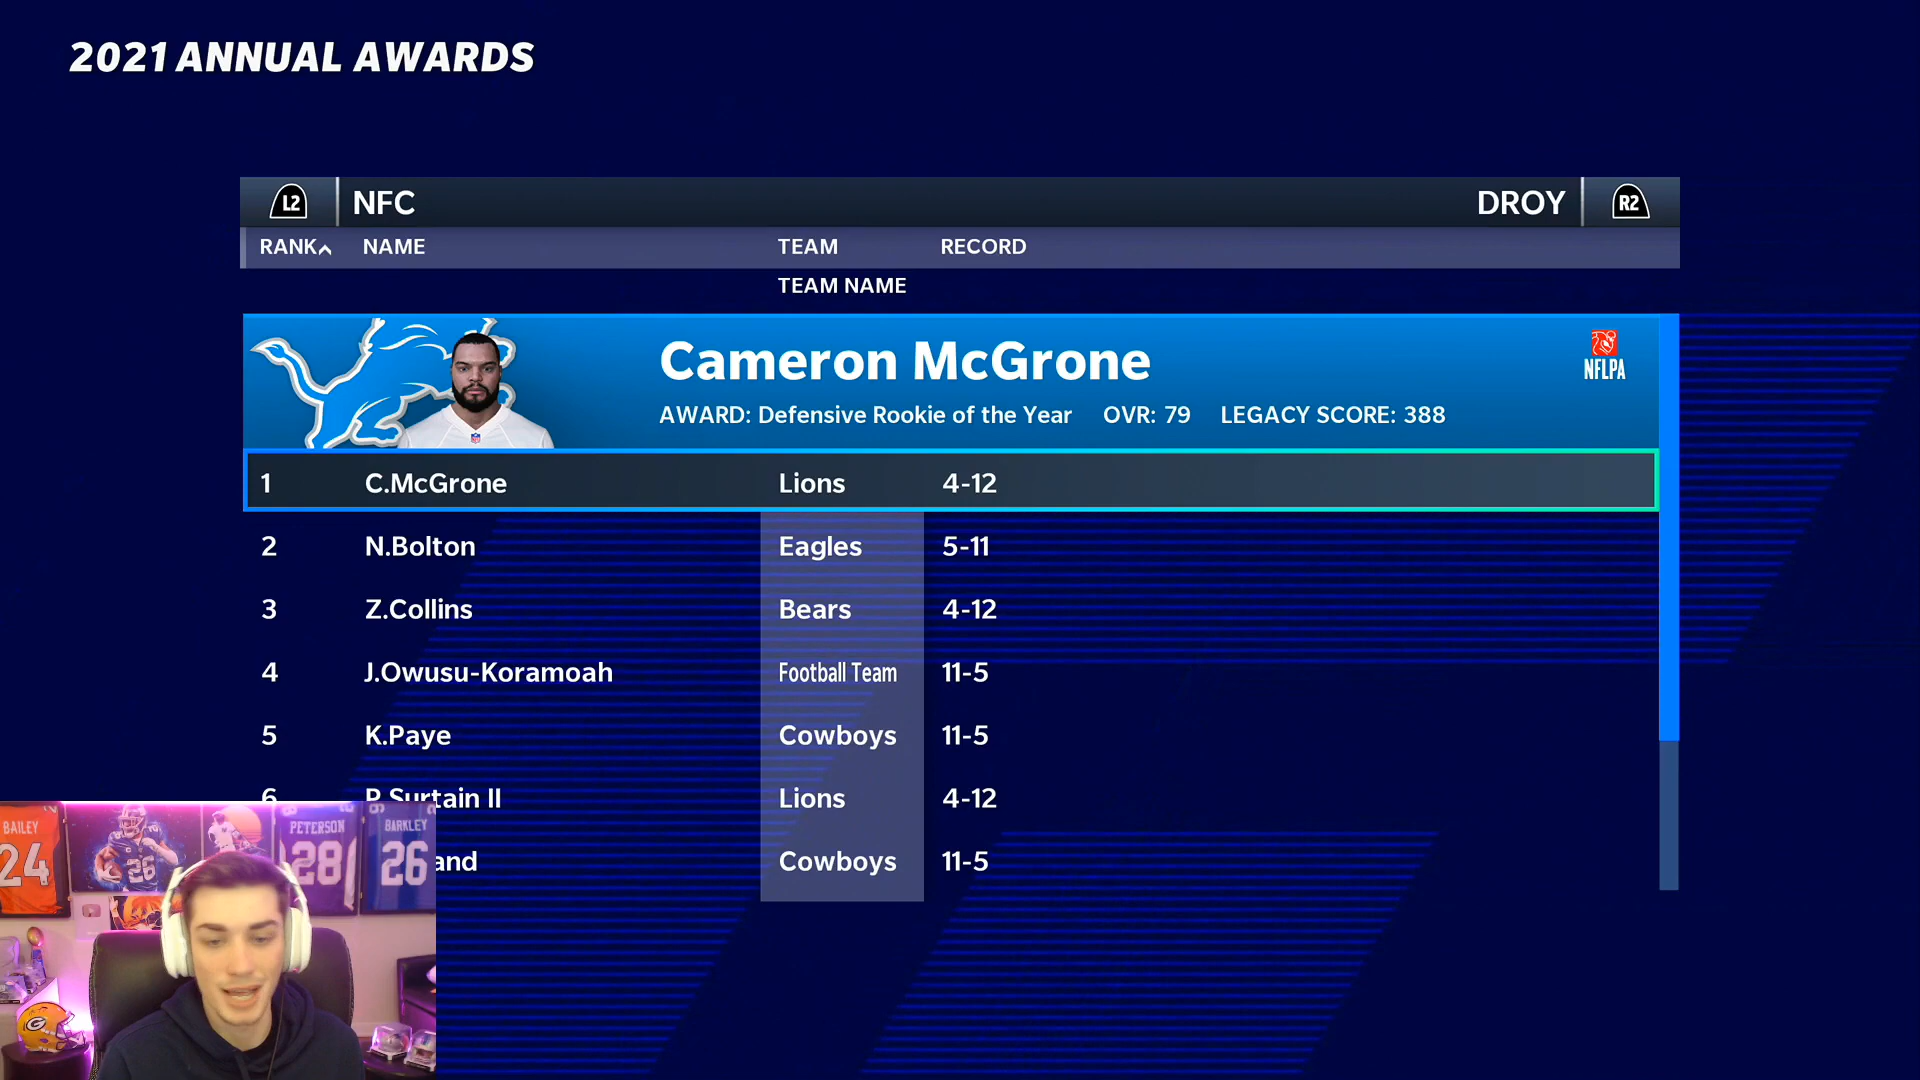 2021 ANNUAL AWARDS
L2 NFC DROY R2
RANK NAME TEAM RECORD
TEAM NAME
Cameron McGrone
NFLPA
AWARD: Defensive Rookie of the Year OVR: 79 LEGACY SCORE: 388
1 C.McGrone Lions 4-12
2 N.Bolton Eagles 5-11
3 Z.Collins Bears 4-12
4 J.Owusu-Koramoah Football Team 11-5
5 K.Paye Cowboys 11-5
6 P.Surtain II Lions 4-12
and Cowboys 11-5
BAILEY
24
26
PETERSON
28
BARKLEY
26
G